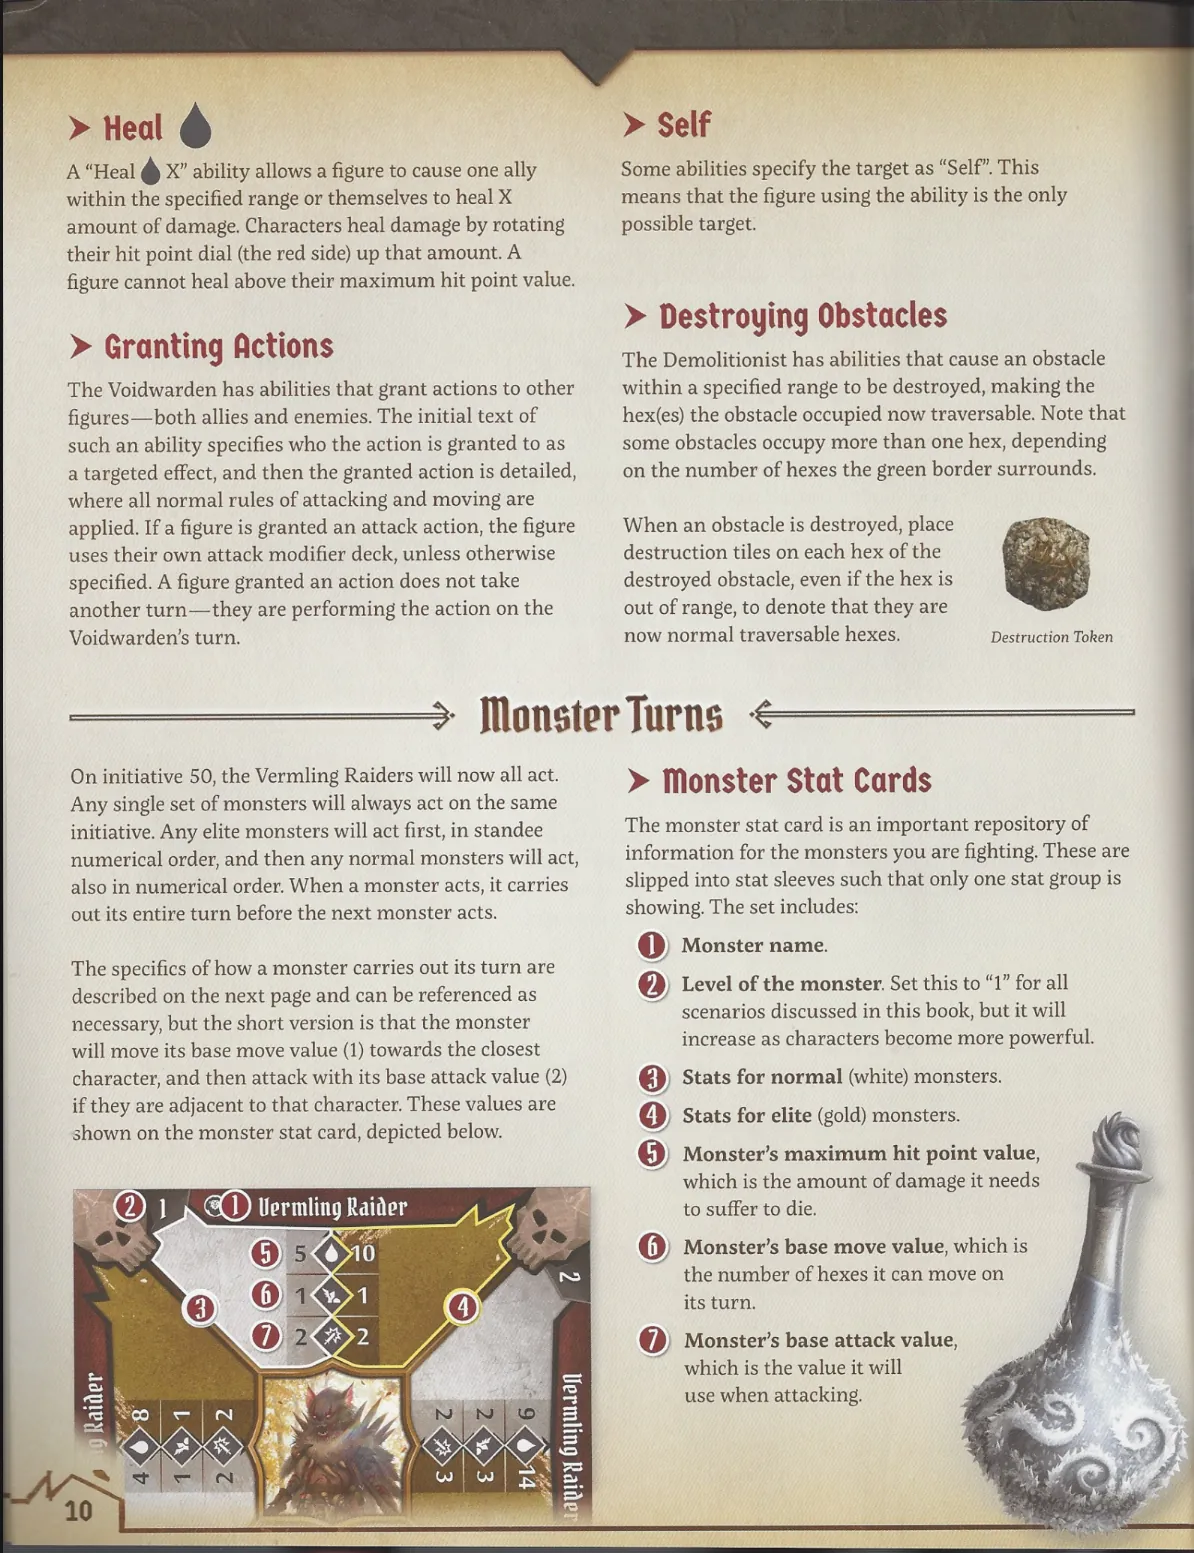 Heal
A “Heal X” ability allows a figure to cause one ally
within the specified range or themselves to heal X
amount of damage. Characters heal damage by rotating
their hit point dial (the red side) up that amount. A
figure cannot heal above their maximum hit point value.
Granting Actions
The Voidwarden has abilities that grant actions to other
figures—both allies and enemies. The initial text of
such an ability specifies who the action is granted to as
a targeted effect, and then the granted action is detailed,
where all normal rules of attacking and moving are
applied. If a figure is granted an attack action, the figure
uses their own attack modifier deck, unless otherwise
specified. A figure granted an action does not take
another turn—they are performing the action on the
Voidwarden’s turn.
Self
Some abilities specify the target as “Self”. This
means that the figure using the ability is the only
possible target.
Destroying Obstacles
The Demolitionist has abilities that cause an obstacle
within a specified range to be destroyed, making the
hex(es) the obstacle occupied now traversable. Note that
some obstacles occupy more than one hex, depending
on the number of hexes the green border surrounds.
When an obstacle is destroyed, place
destruction tiles on each hex of the
destroyed obstacle, even if the hex is
out of range, to denote that they are
now normal traversable hexes.
Destruction Token
Monster Turns
On initiative 50, the Vermling Raiders will now all act.
Any single set of monsters will always act on the same
initiative. Any elite monsters will act first, in standee
numerical order, and then any normal monsters will act,
also in numerical order. When a monster acts, it carries
out its entire turn before the next monster acts.
The specifics of how a monster carries out its turn are
described on the next page and can be referenced as
necessary, but the short version is that the monster
will move its base move value (1) towards the closest
character, and then attack with its base attack value (2)
if they are adjacent to that character. These values are
shown on the monster stat card, depicted below.
2 1 1 Vermling Raider
5 5 10
6 1 1
7 2 2
3
4
2
g Raider
8 1 2
4 1 2
2 2 9
3 3 14
Vermling Raider
Monster Stat Cards
The monster stat card is an important repository of
information for the monsters you are fighting. These are
slipped into stat sleeves such that only one stat group is
showing. The set includes:
1 Monster name.
2 Level of the monster. Set this to “1” for all
scenarios discussed in this book, but it will
increase as characters become more powerful.
3 Stats for normal (white) monsters.
4 Stats for elite (gold) monsters.
5 Monster’s maximum hit point value,
which is the amount of damage it needs
to suffer to die.
6 Monster’s base move value, which is
the number of hexes it can move on
its turn.
7 Monster’s base attack value,
which is the value it will
use when attacking.
10